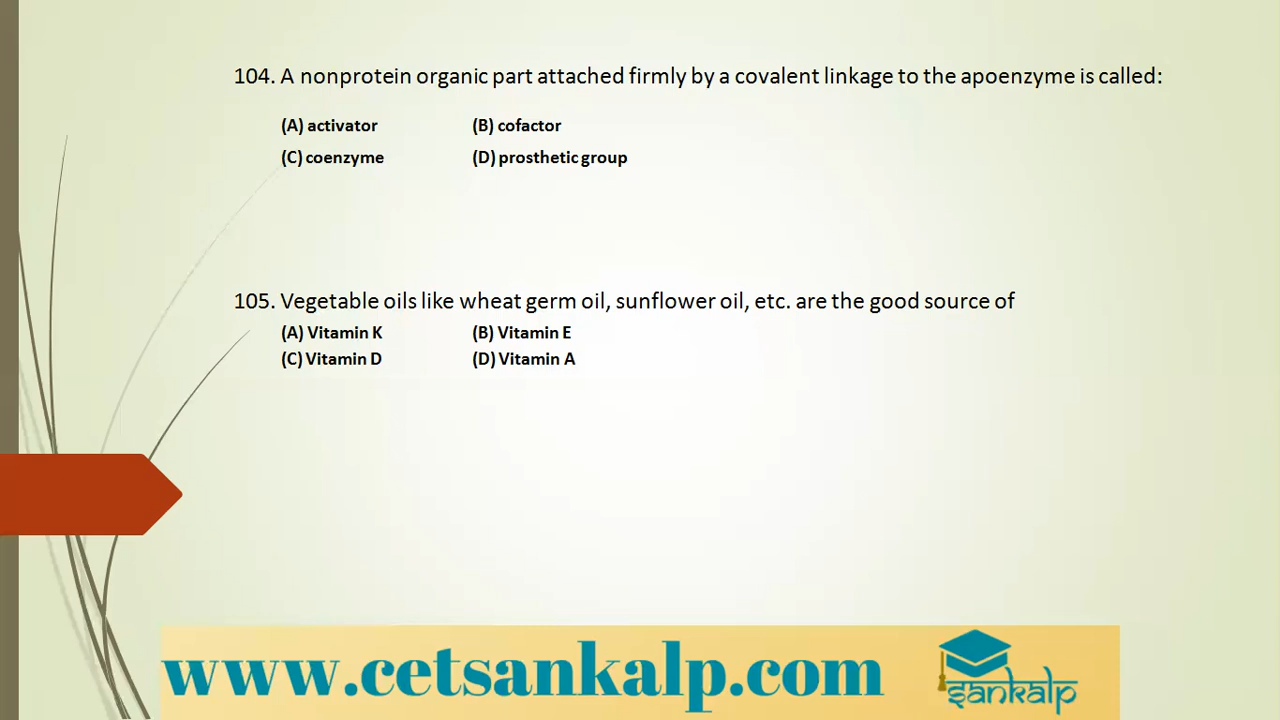 104. A nonprotein organic part attached firmly by a covalent linkage to the apoenzyme is called:
(A) activator (B) cofactor
(C) coenzyme (D) prosthetic group
105. Vegetable oils like wheat germ oil, sunflower oil, etc. are the good source of
(A) Vitamin K (B) Vitamin E
(C) Vitamin D (D) Vitamin A
www.cetsankalp.com
sankalp